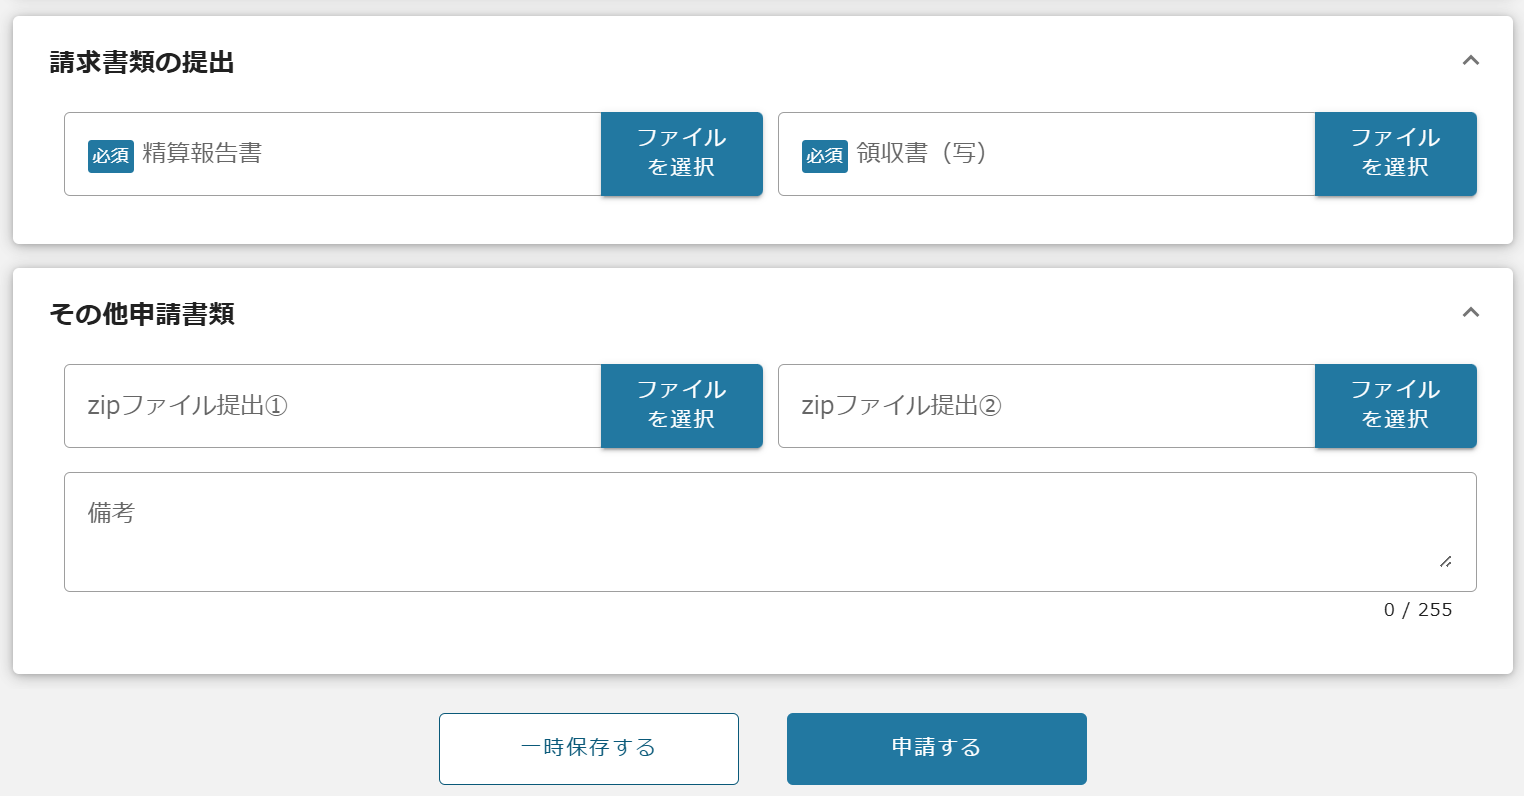 請求書類の提出
必須 精算報告書
ファイル
を選択
必須 領収書（写）
ファイル
を選択
その他申請書類
zipファイル提出①
ファイル
を選択
zipファイル提出②
ファイル
を選択
備考
0 / 255
一時保存する
申請する